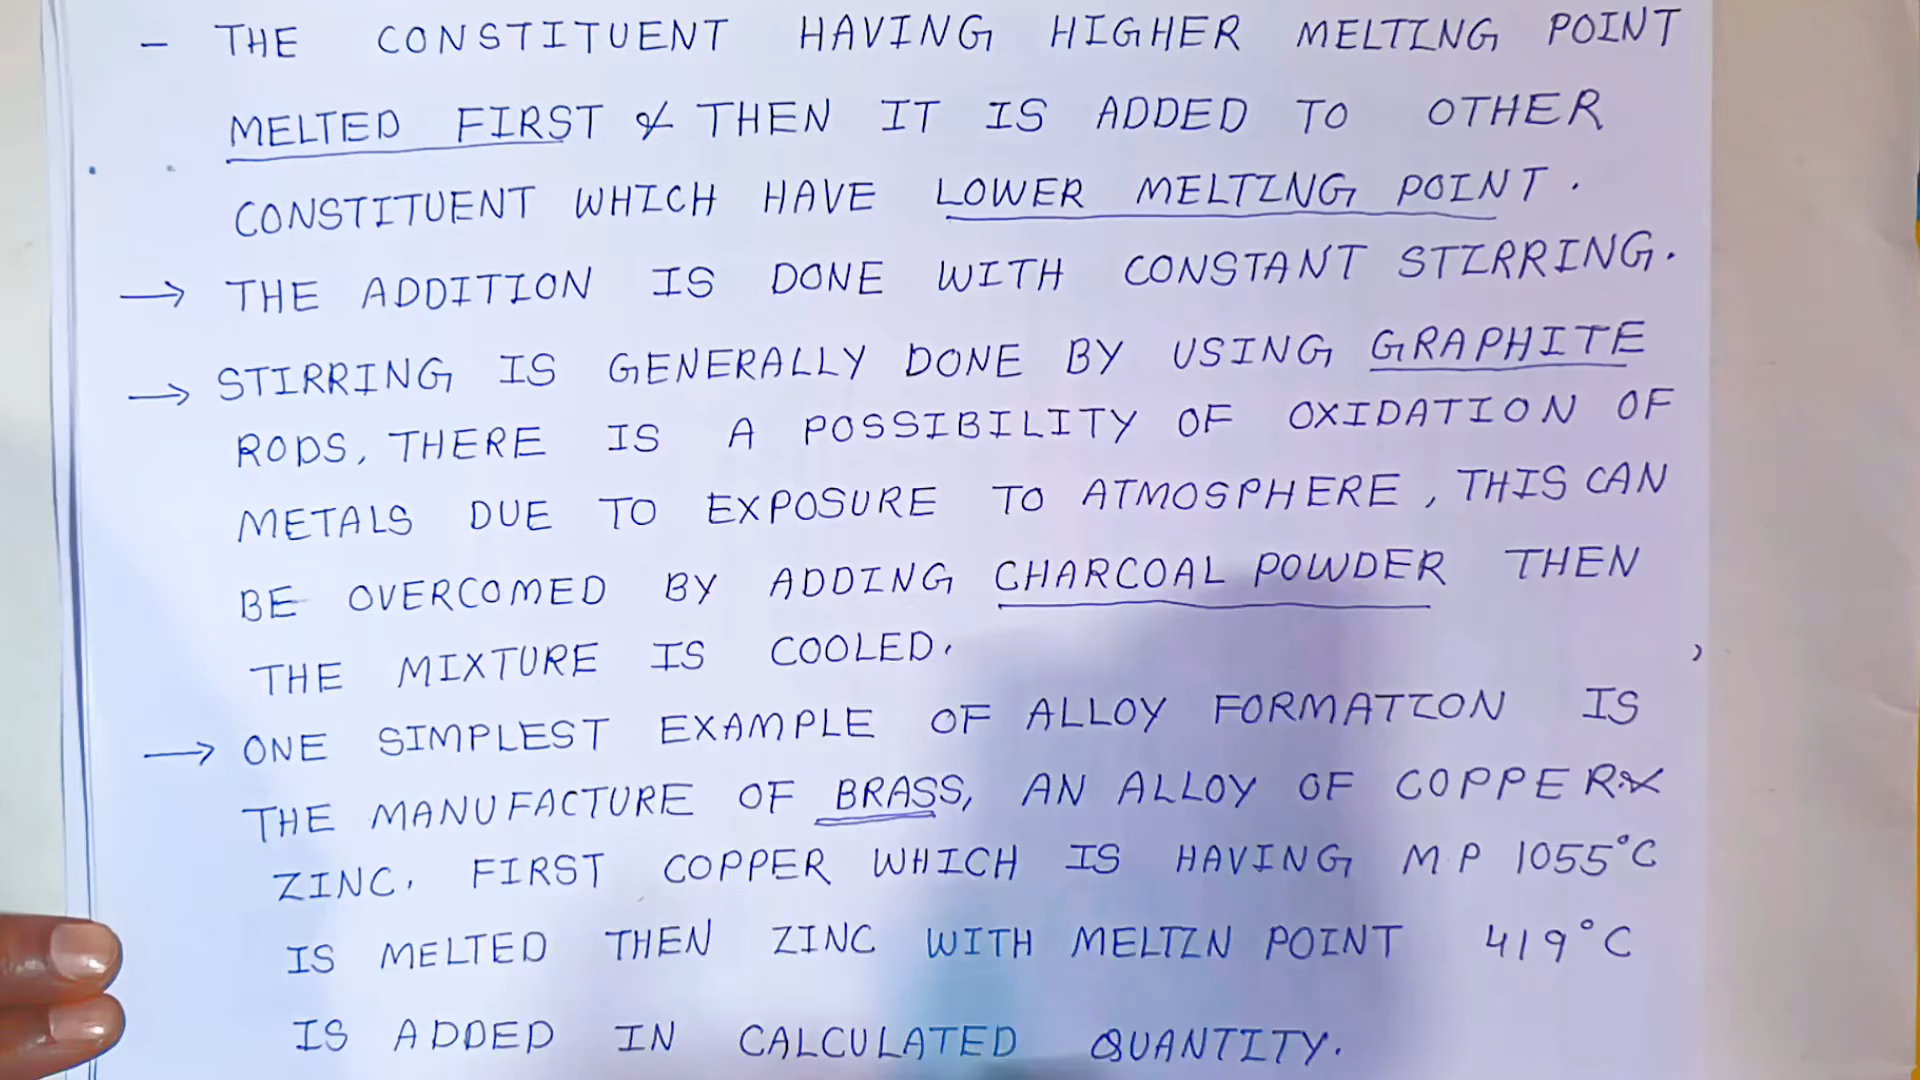 - THE CONSTITUENT HAVING HIGHER MELTING POINT
MELTED FIRST & THEN IT IS ADDED TO OTHER
CONSTITUENT WHICH HAVE LOWER MELTING POINT.
→ THE ADDITION IS DONE WITH CONSTANT STIRRING.
→ STIRRING IS GENERALLY DONE BY USING GRAPHITE
RODS, THERE IS A POSSIBILITY OF OXIDATION OF
METALS DUE TO EXPOSURE TO ATMOSPHERE, THIS CAN
BE OVERCOMED BY ADDING CHARCOAL POWDER THEN
THE MIXTURE IS COOLED.
→ ONE SIMPLEST EXAMPLE OF ALLOY FORMATION IS
THE MANUFACTURE OF BRASS, AN ALLOY OF COPPER &
ZINC. FIRST COPPER WHICH IS HAVING M.P 1055°C
IS MELTED THEN ZINC WITH MELTIN POINT 419°C
IS ADDED IN CALCULATED QUANTITY.